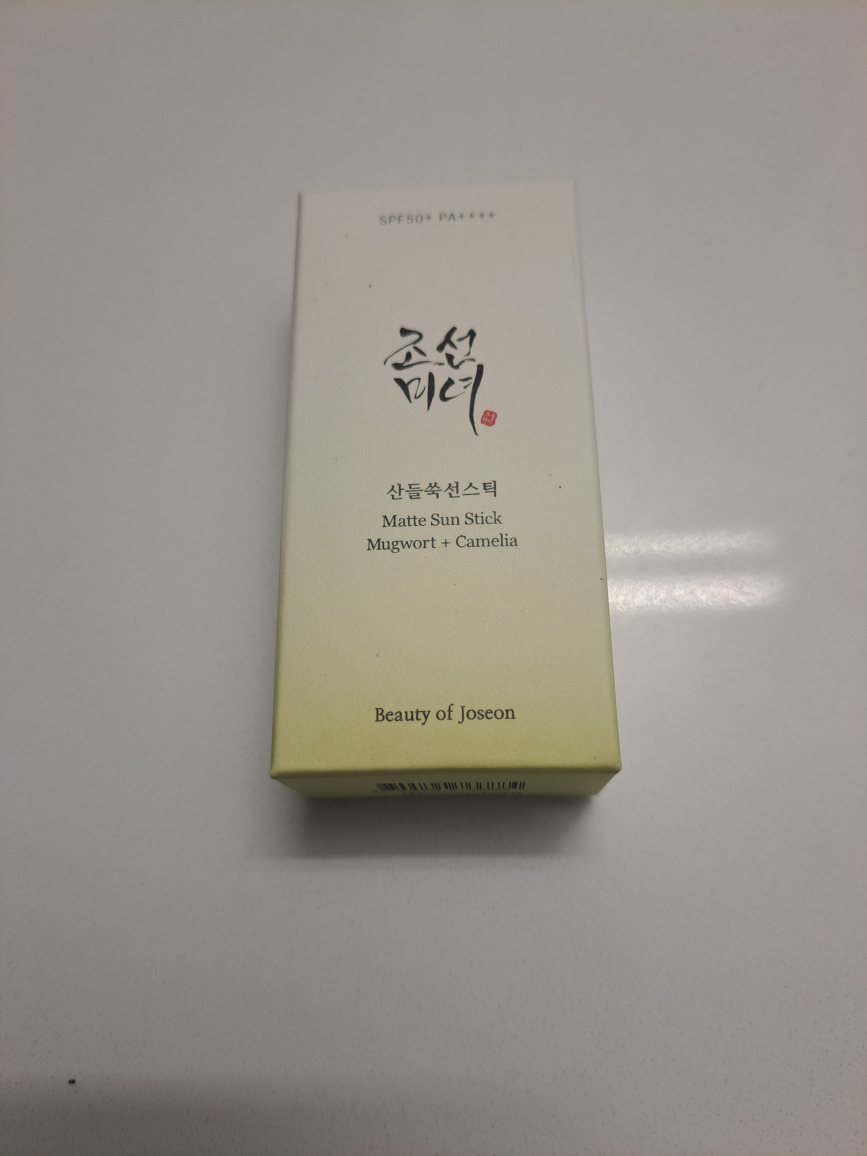 SPF50+ PA++++
조선
미녀
산들쑥선스틱
Matte Sun Stick
Mugwort + Camelia
Beauty of Joseon